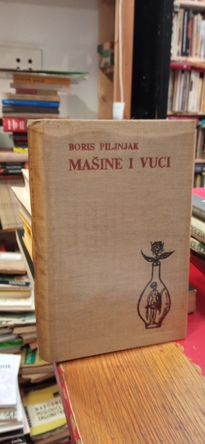 BORIS PILJNJAK
MAŠINE I VUCI